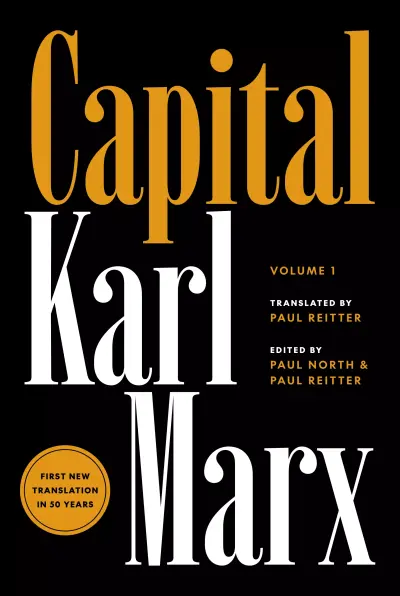 Capital
Karl
Marx
VOLUME 1
TRANSLATED BY
PAUL REITTER
EDITED BY
PAUL NORTH &
PAUL REITTER
FIRST NEW
TRANSLATION
IN 50 YEARS